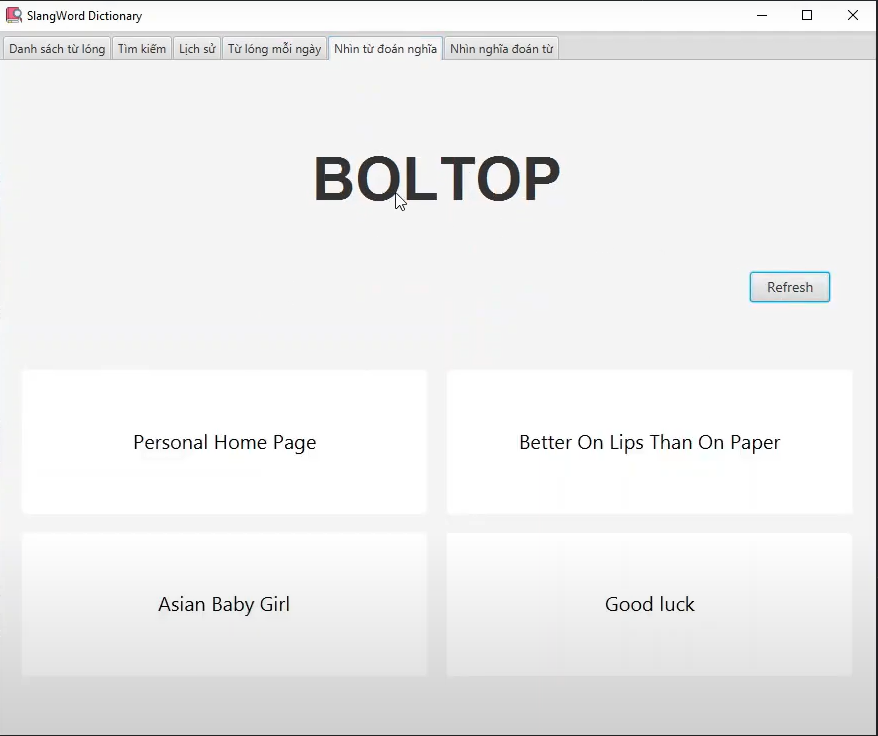 SlangWord Dictionary
Danh sách từ lóng Tìm kiếm Lịch sử Từ lóng mỗi ngày Nhìn từ đoán nghĩa Nhìn nghĩa đoán từ
BOLTOP
Refresh
Personal Home Page Better On Lips Than On Paper
Asian Baby Girl Good luck